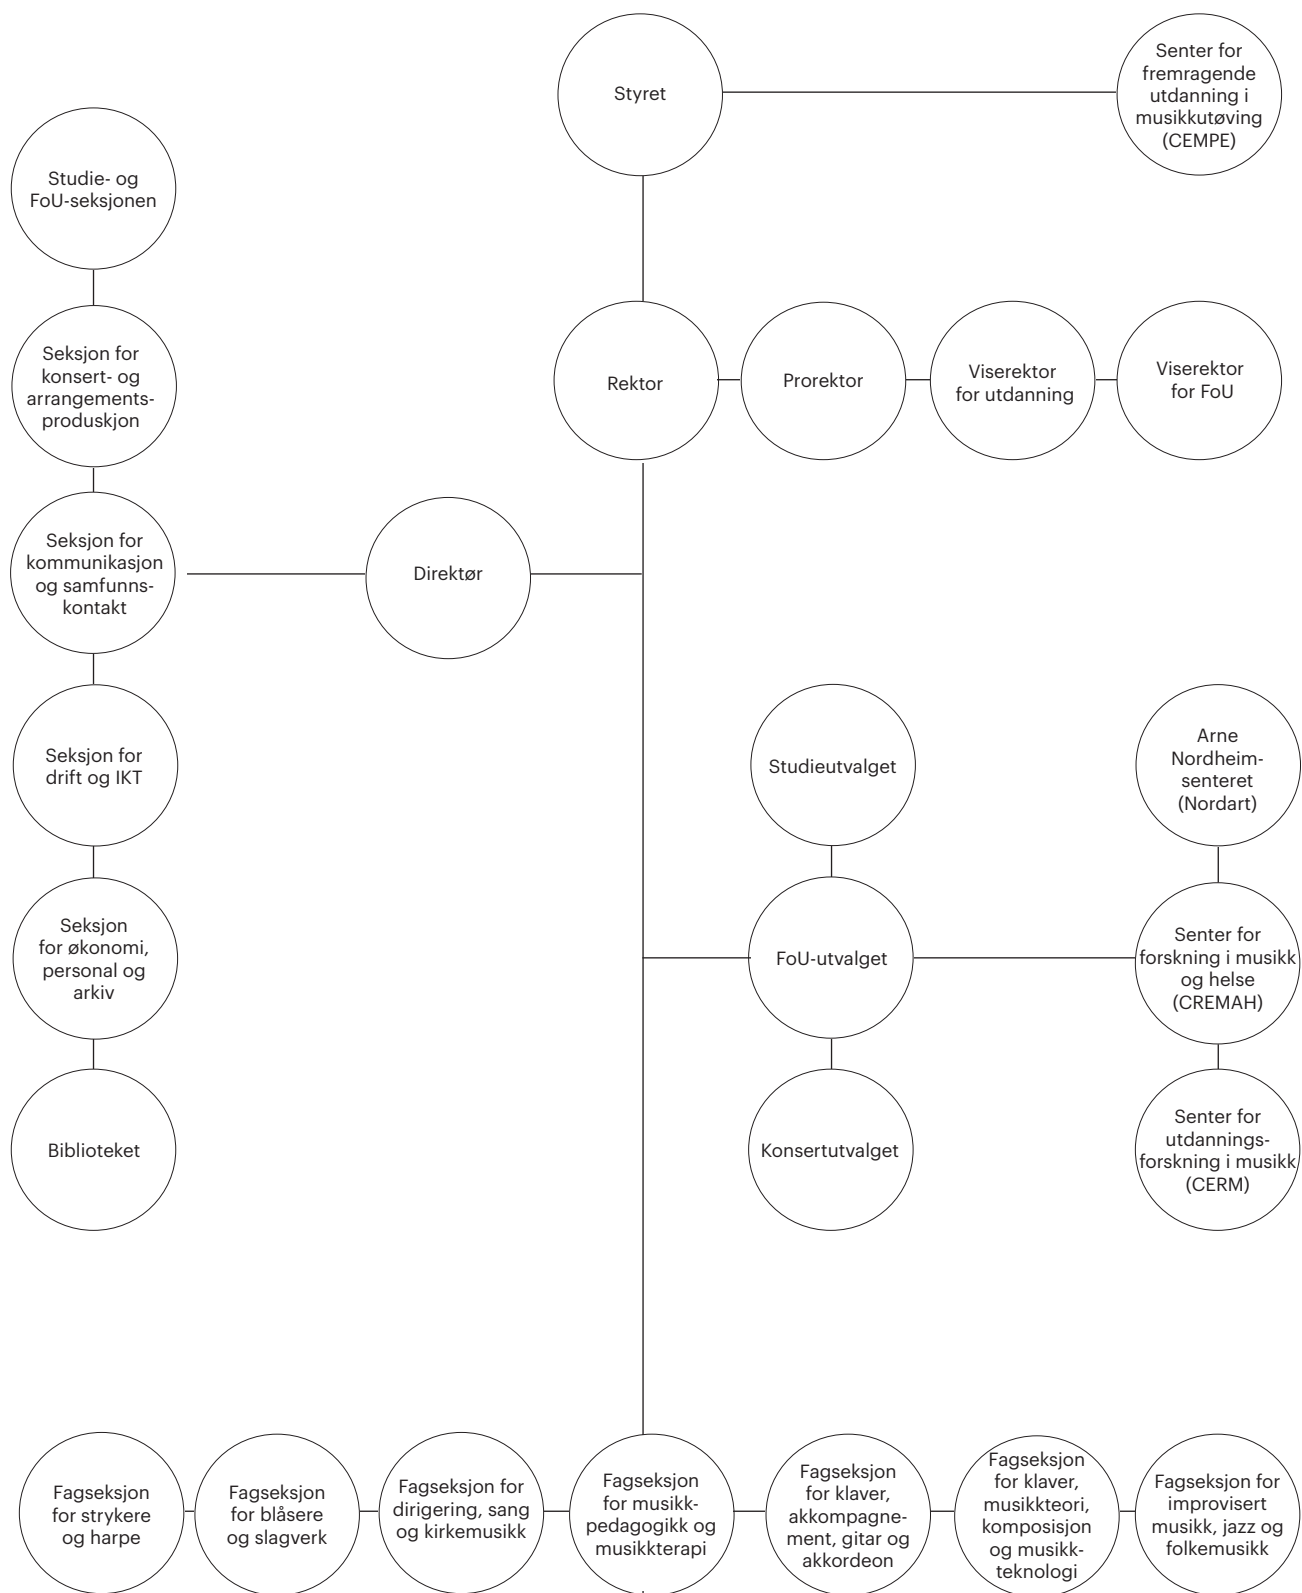 Styret
Senter for
fremragende
utdanning i
musikkutøving
(CEMPE)
Studie- og
FoU-seksjonen
Seksjon for
konsert- og
arrangements-
produskjon
Rektor
Prorektor
Viserektor
for utdanning
Viserektor
for FoU
Seksjon for
kommunikasjon
og samfunns-
kontakt
Direktør
Seksjon for
drift og IKT
Studieutvalget
Arne
Nordheim-
senteret
(Nordart)
Seksjon
for økonomi,
personal og
arkiv
FoU-utvalget
Senter for
forskning i musikk
og helse
(CREMAH)
Biblioteket
Konsertutvalget
Senter for
utdannings-
forskning i musikk
(CERM)
Fagseksjon
for strykere
og harpe
Fagseksjon
for blåsere
og slagverk
Fagseksjon for
dirigering, sang
og kirkemusikk
Fagseksjon
for musikk-
pedagogikk og
musikkterapi
Fagseksjon
for klaver,
akkompagne-
ment, gitar og
akkordeon
Fagseksjon
for klaver,
musikkteori,
komposisjon
og musikk-
teknologi
Fagseksjon for
improvisert
musikk, jazz og
folkemusikk